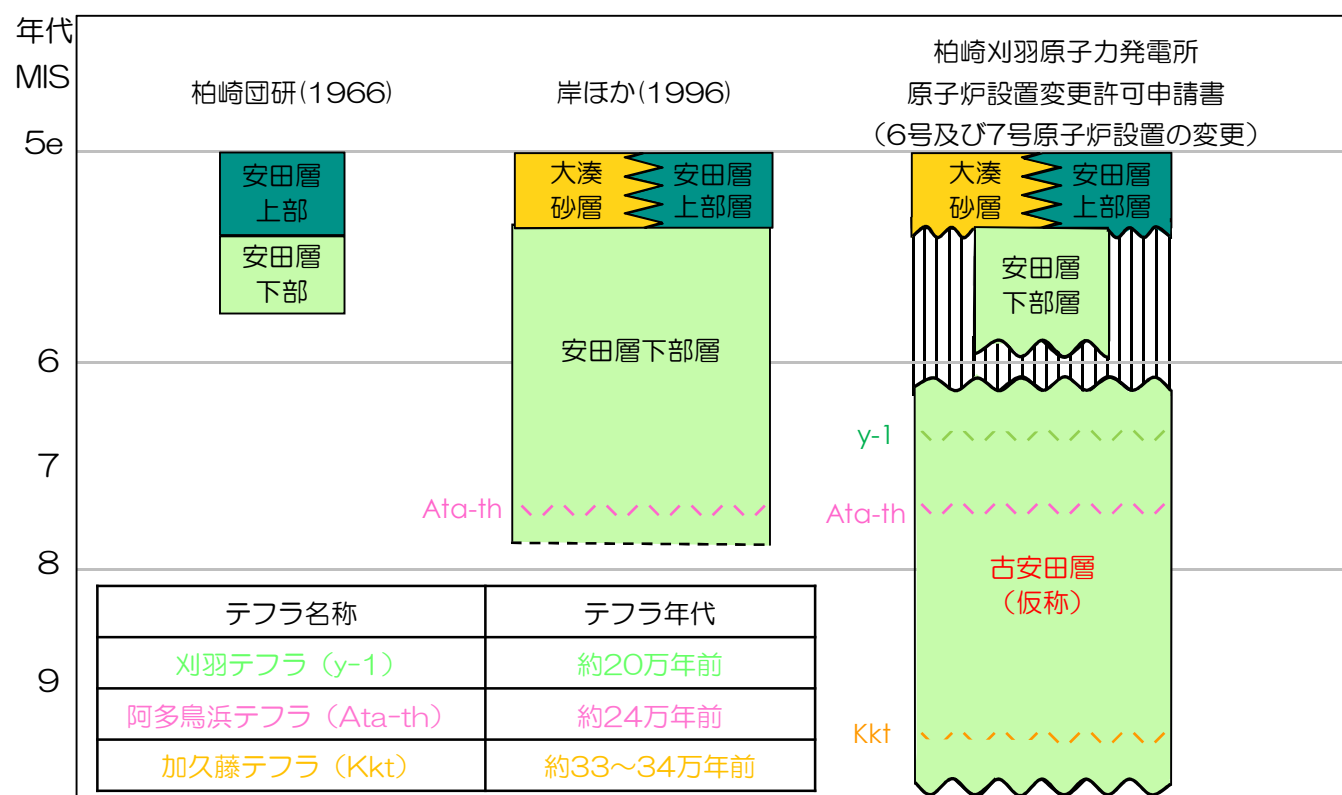 年代
MIS
柏崎団研(1966)
岸ほか(1996)
柏崎刈羽原子力発電所
原子炉設置変更許可申請書
（6号及び7号原子炉設置の変更）
5e
6
7
8
9
安田層
上部
安田層
下部
大湊
砂層
安田層
上部層
安田層下部層
Ata-th
大湊
砂層
安田層
上部層
安田層
下部層
y-1
Ata-th
古安田層
（仮称）
Kkt
テフラ名称 テフラ年代
刈羽テフラ（y-1） 約20万年前
阿多鳥浜テフラ（Ata-th） 約24万年前
加久藤テフラ（Kkt） 約33～34万年前